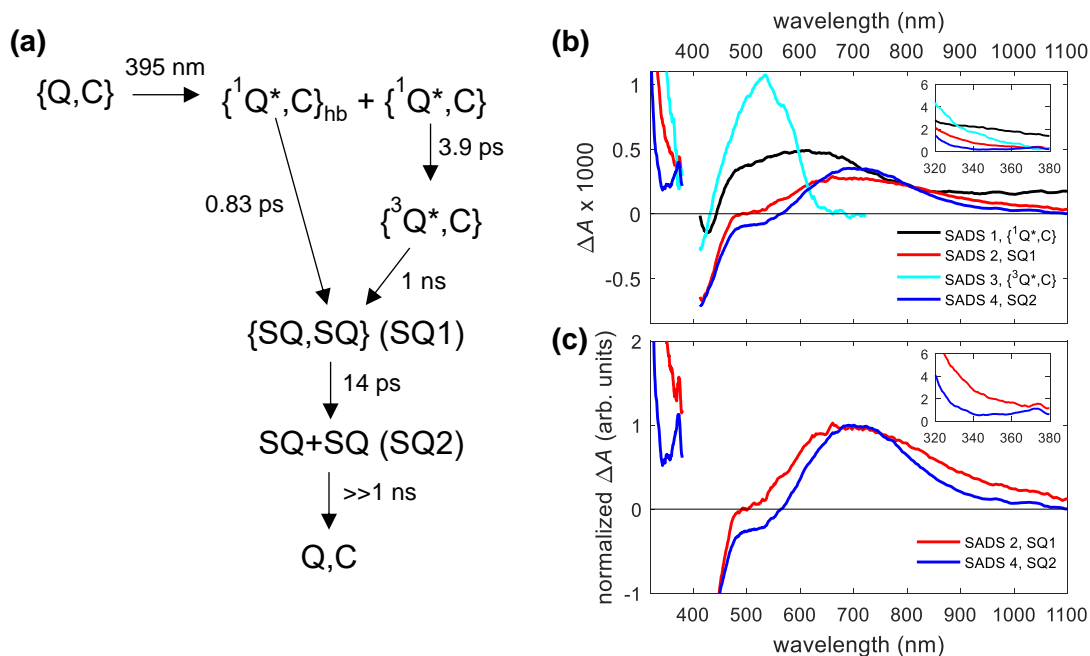 (a)
{Q,C}
395 nm
{¹Q*,C}hb + {¹Q*,C}
3.9 ps
0.83 ps
{³Q*,C}
1 ns
{SQ,SQ} (SQ1)
14 ps
SQ+SQ (SQ2)
>>1 ns
Q,C
(b)
wavelength (nm)
400 500 600 700 800 900 1000 1100
ΔA x 1000
1
0.5
0
-0.5
6
4
2
0
320 340 360 380
SADS 1, {¹Q*,C}
SADS 2, SQ1
SADS 3, {³Q*,C}
SADS 4, SQ2
(c)
normalized ΔA (arb. units)
2
1
0
-1
6
4
2
0
320 340 360 380
SADS 2, SQ1
SADS 4, SQ2
400 500 600 700 800 900 1000 1100
wavelength (nm)